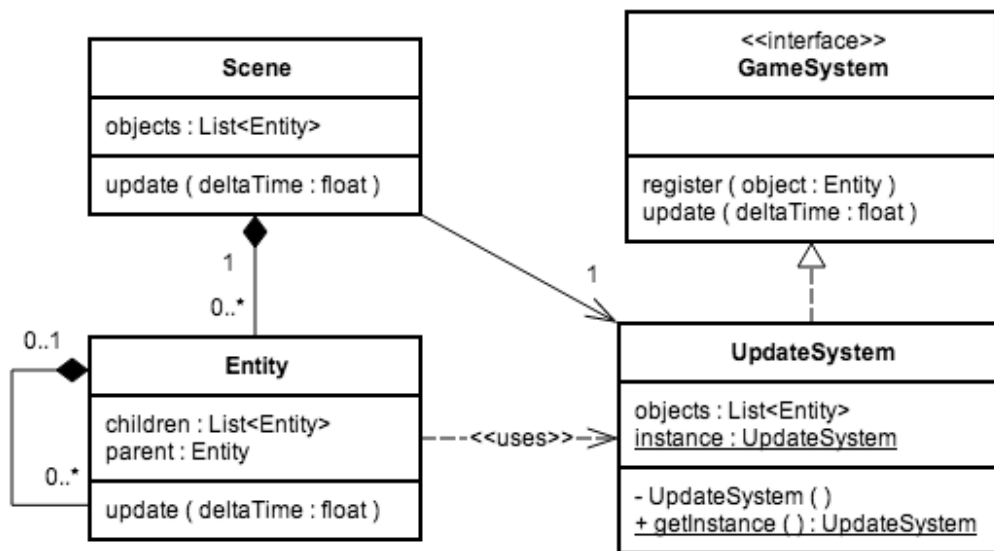 Scene
objects : List<Entity>
update ( deltaTime : float )
<<interface>>
GameSystem
register ( object : Entity )
update ( deltaTime : float )
1
0..*
1
0..1
0..*
Entity
children : List<Entity>
parent : Entity
update ( deltaTime : float )
<<uses>>
UpdateSystem
objects : List<Entity>
instance : UpdateSystem
- UpdateSystem ( )
+ getInstance ( ) : UpdateSystem